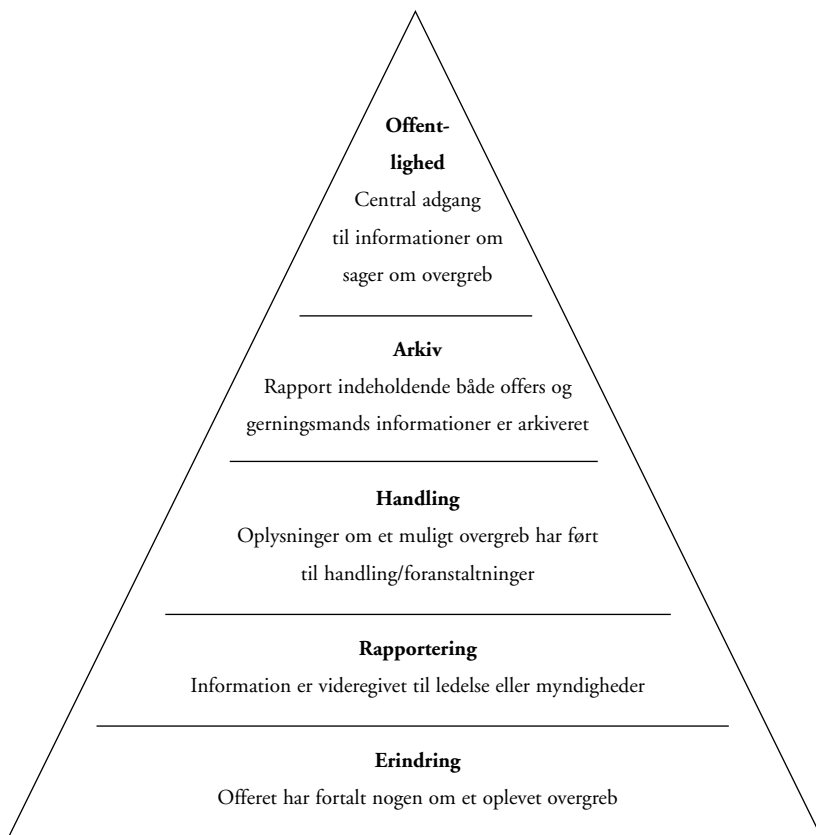 Offent-
lighed
Central adgang
til informationer om
sager om overgreb
Arkiv
Rapport indeholdende både offers og
gerningsmands informationer er arkiveret
Handling
Oplysninger om et muligt overgreb har ført
til handling/foranstaltninger
Rapportering
Information er videregivet til ledelse eller myndigheder
Erindring
Offeret har fortalt nogen om et oplevet overgreb